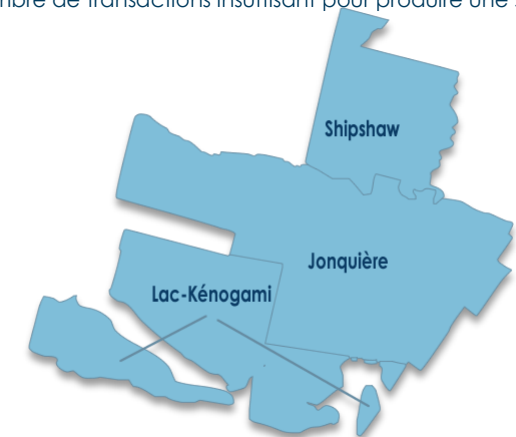 de transactions insuffisant pour produire une
Shipshaw
Jonquière
Lac-Kénogami